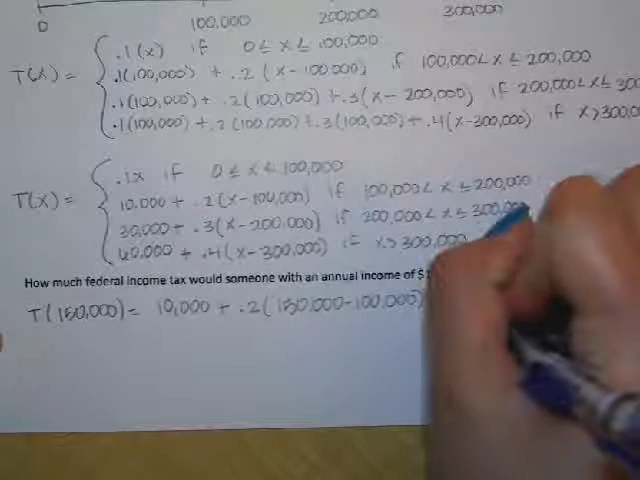 0 100,000 200,000 300,000
T(x) = { .1(x) if 0 ≤ x ≤ 100,000
.1(100,000) + .2(x-100000) if 100,000 < x ≤ 200,000
.1(100,000) + .2(100,000) + .3(x-200,000) if 200,000 < x ≤ 300
.1(100,000) + .2(100,000) + .3(100,000) + .4(x-300,000) if x > 300,0
T(x) = { .1x if 0 ≤ x ≤ 100,000
10,000 + .2(x-100,000) if 100,000 < x ≤ 200,000
30,000 + .3(x-200,000) if 200,000 < x ≤ 300,000
60,000 + .4(x-300,000) if x > 300,000
How much federal income tax would someone with an annual income of $
T(150,000) = 10,000 + .2(150,000-100,000)